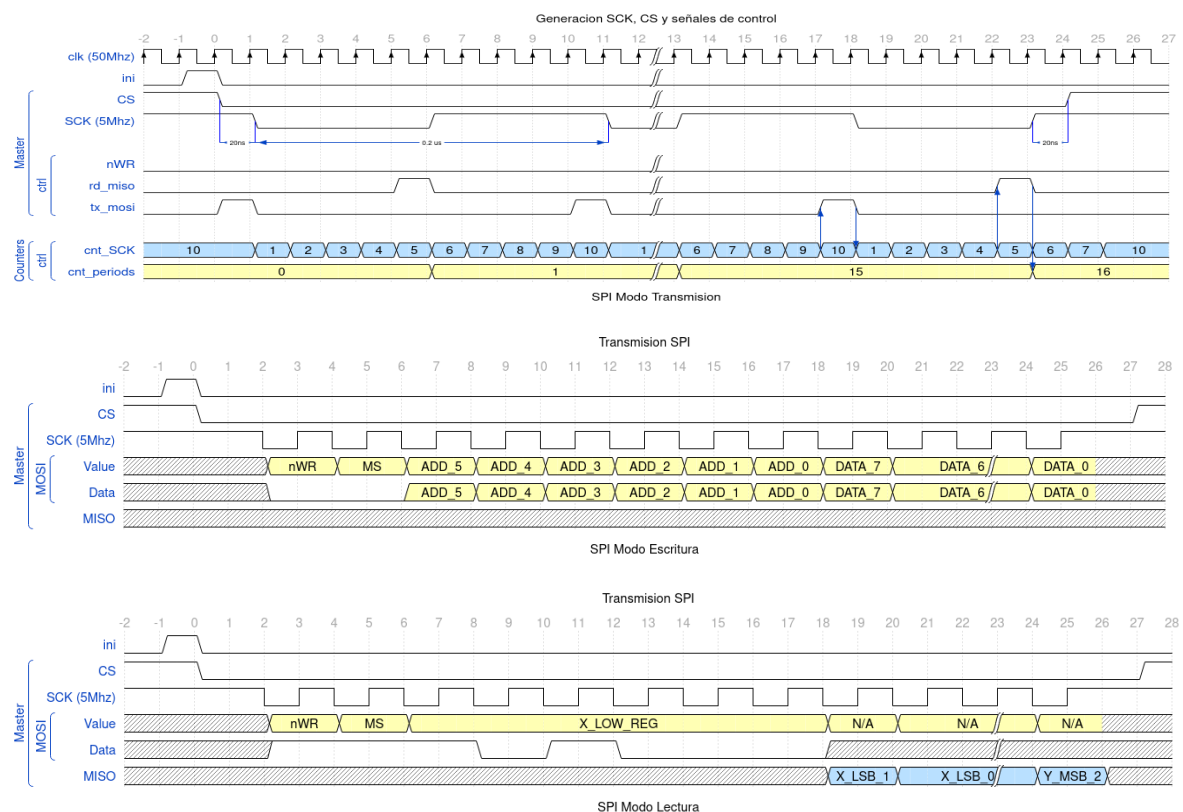 Generacion SCK, CS y señales de control
-2 -1 0 1 2 3 4 5 6 7 8 9 10 11 12 13 14 15 16 17 18 19 20 21 22 23 24 25 26 27
clk (50Mhz)
ini
CS
SCK (5Mhz)
20ns 0.2 us 20ns
nWR
rd_miso
tx_mosi
Master
ctrl
cnt_SCK 10 1 2 3 4 5 6 7 8 9 10 1 6 7 8 9 10 1 2 3 4 5 6 7 10
cnt_periods 0 1 15 16
Counters
ctrl
SPI Modo Transmision
Transmision SPI
-2 -1 0 1 2 3 4 5 6 7 8 9 10 11 12 13 14 15 16 17 18 19 20 21 22 23 24 25 26 27 28
ini
CS
SCK (5Mhz)
Value nWR MS ADD_5 ADD_4 ADD_3 ADD_2 ADD_1 ADD_0 DATA_7 DATA_6 DATA_0
Data ADD_5 ADD_4 ADD_3 ADD_2 ADD_1 ADD_0 DATA_7 DATA_6 DATA_0
MISO
Master
MOSI
SPI Modo Escritura
Transmision SPI
-2 -1 0 1 2 3 4 5 6 7 8 9 10 11 12 13 14 15 16 17 18 19 20 21 22 23 24 25 26 27 28
ini
CS
SCK (5Mhz)
Value nWR MS X_LOW_REG N/A N/A N/A
Data
MISO X_LSB_1 X_LSB_0 Y_MSB_2
Master
MOSI
SPI Modo Lectura